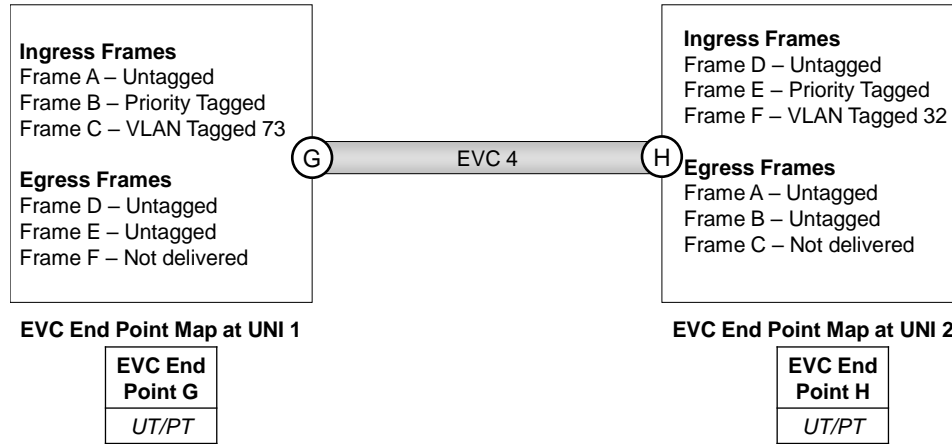 Ingress Frames
Frame A – Untagged
Frame B – Priority Tagged
Frame C – VLAN Tagged 73
Egress Frames
Frame D – Untagged
Frame E – Untagged
Frame F – Not delivered
G
EVC 4
H
Ingress Frames
Frame D – Untagged
Frame E – Priority Tagged
Frame F – VLAN Tagged 32
Egress Frames
Frame A – Untagged
Frame B – Untagged
Frame C – Not delivered
EVC End Point Map at UNI 1
EVC End
Point G
UT/PT
EVC End Point Map at UNI 2
EVC End
Point H
UT/PT